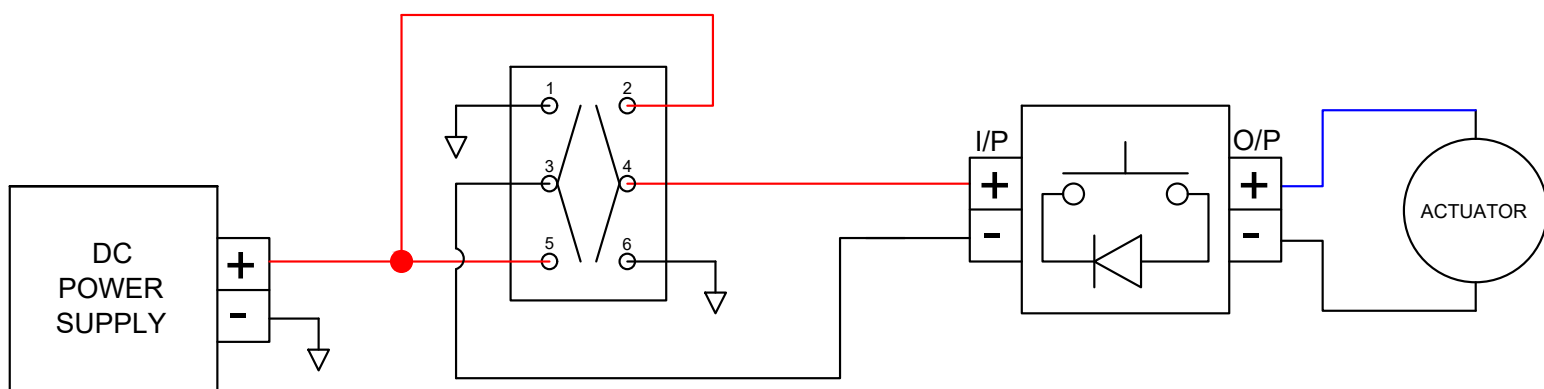 1 2
I/P O/P
3 4
+ +
- -
ACTUATOR
DC
POWER
SUPPLY
+
-
5 6